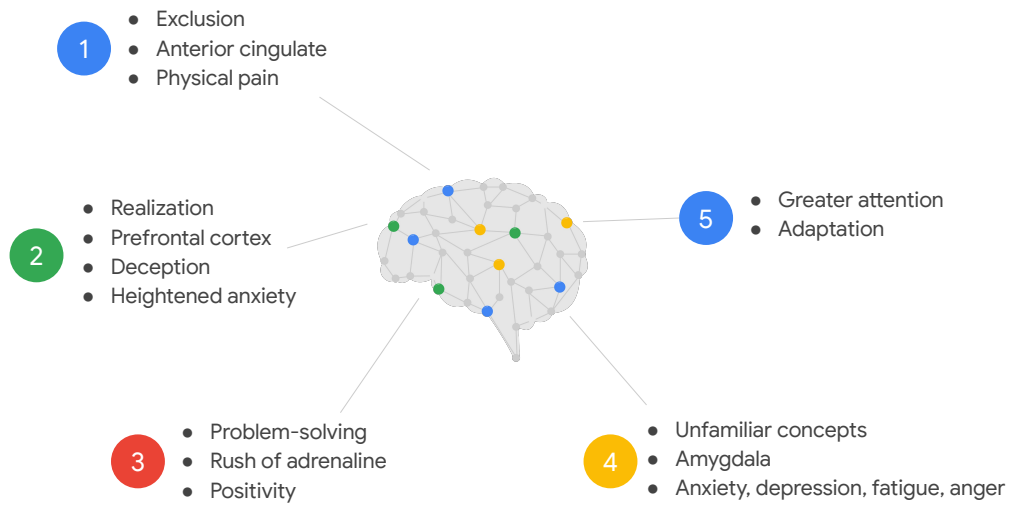 1
● Exclusion
● Anterior cingulate
● Physical pain
2
● Realization
● Prefrontal cortex
● Deception
● Heightened anxiety
3
● Problem-solving
● Rush of adrenaline
● Positivity
4
● Unfamiliar concepts
● Amygdala
● Anxiety, depression, fatigue, anger
5
● Greater attention
● Adaptation